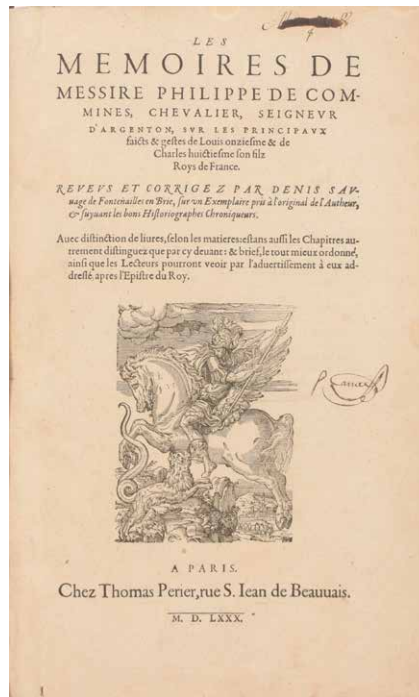 LES
MEMOIRES DE
MESSIRE PHILIPPE DE COM-
MINES, CHEVALIER, SEIGNEVR
D'ARGENTON, SVR LES PRINCIPAVX
faicts & gestes de Louis onziesme & de
Charles huictiesme son filz
Roys de France.
REVEVS ET CORRIGEZ PAR DENIS SAV-
uage de Fontenailles en Brie, sur vn Exemplaire pris à l'original de l'Autheur,
& suyuant les bons Historiographes Chroniqueurs.
Auec distinction de liures, selon les matieres: estans aussi les Chapitres au-
trement distinguez que par cy deuant: & brief, le tout mieux ordonné,
ainsi que les Lecteurs pourront veoir par l'aduertissement à eux ad-
dressé apres l'Epistre du Roy.
A PARIS.
Chez Thomas Perier, rue S. Iean de Beauuais.
M. D. LXXX.